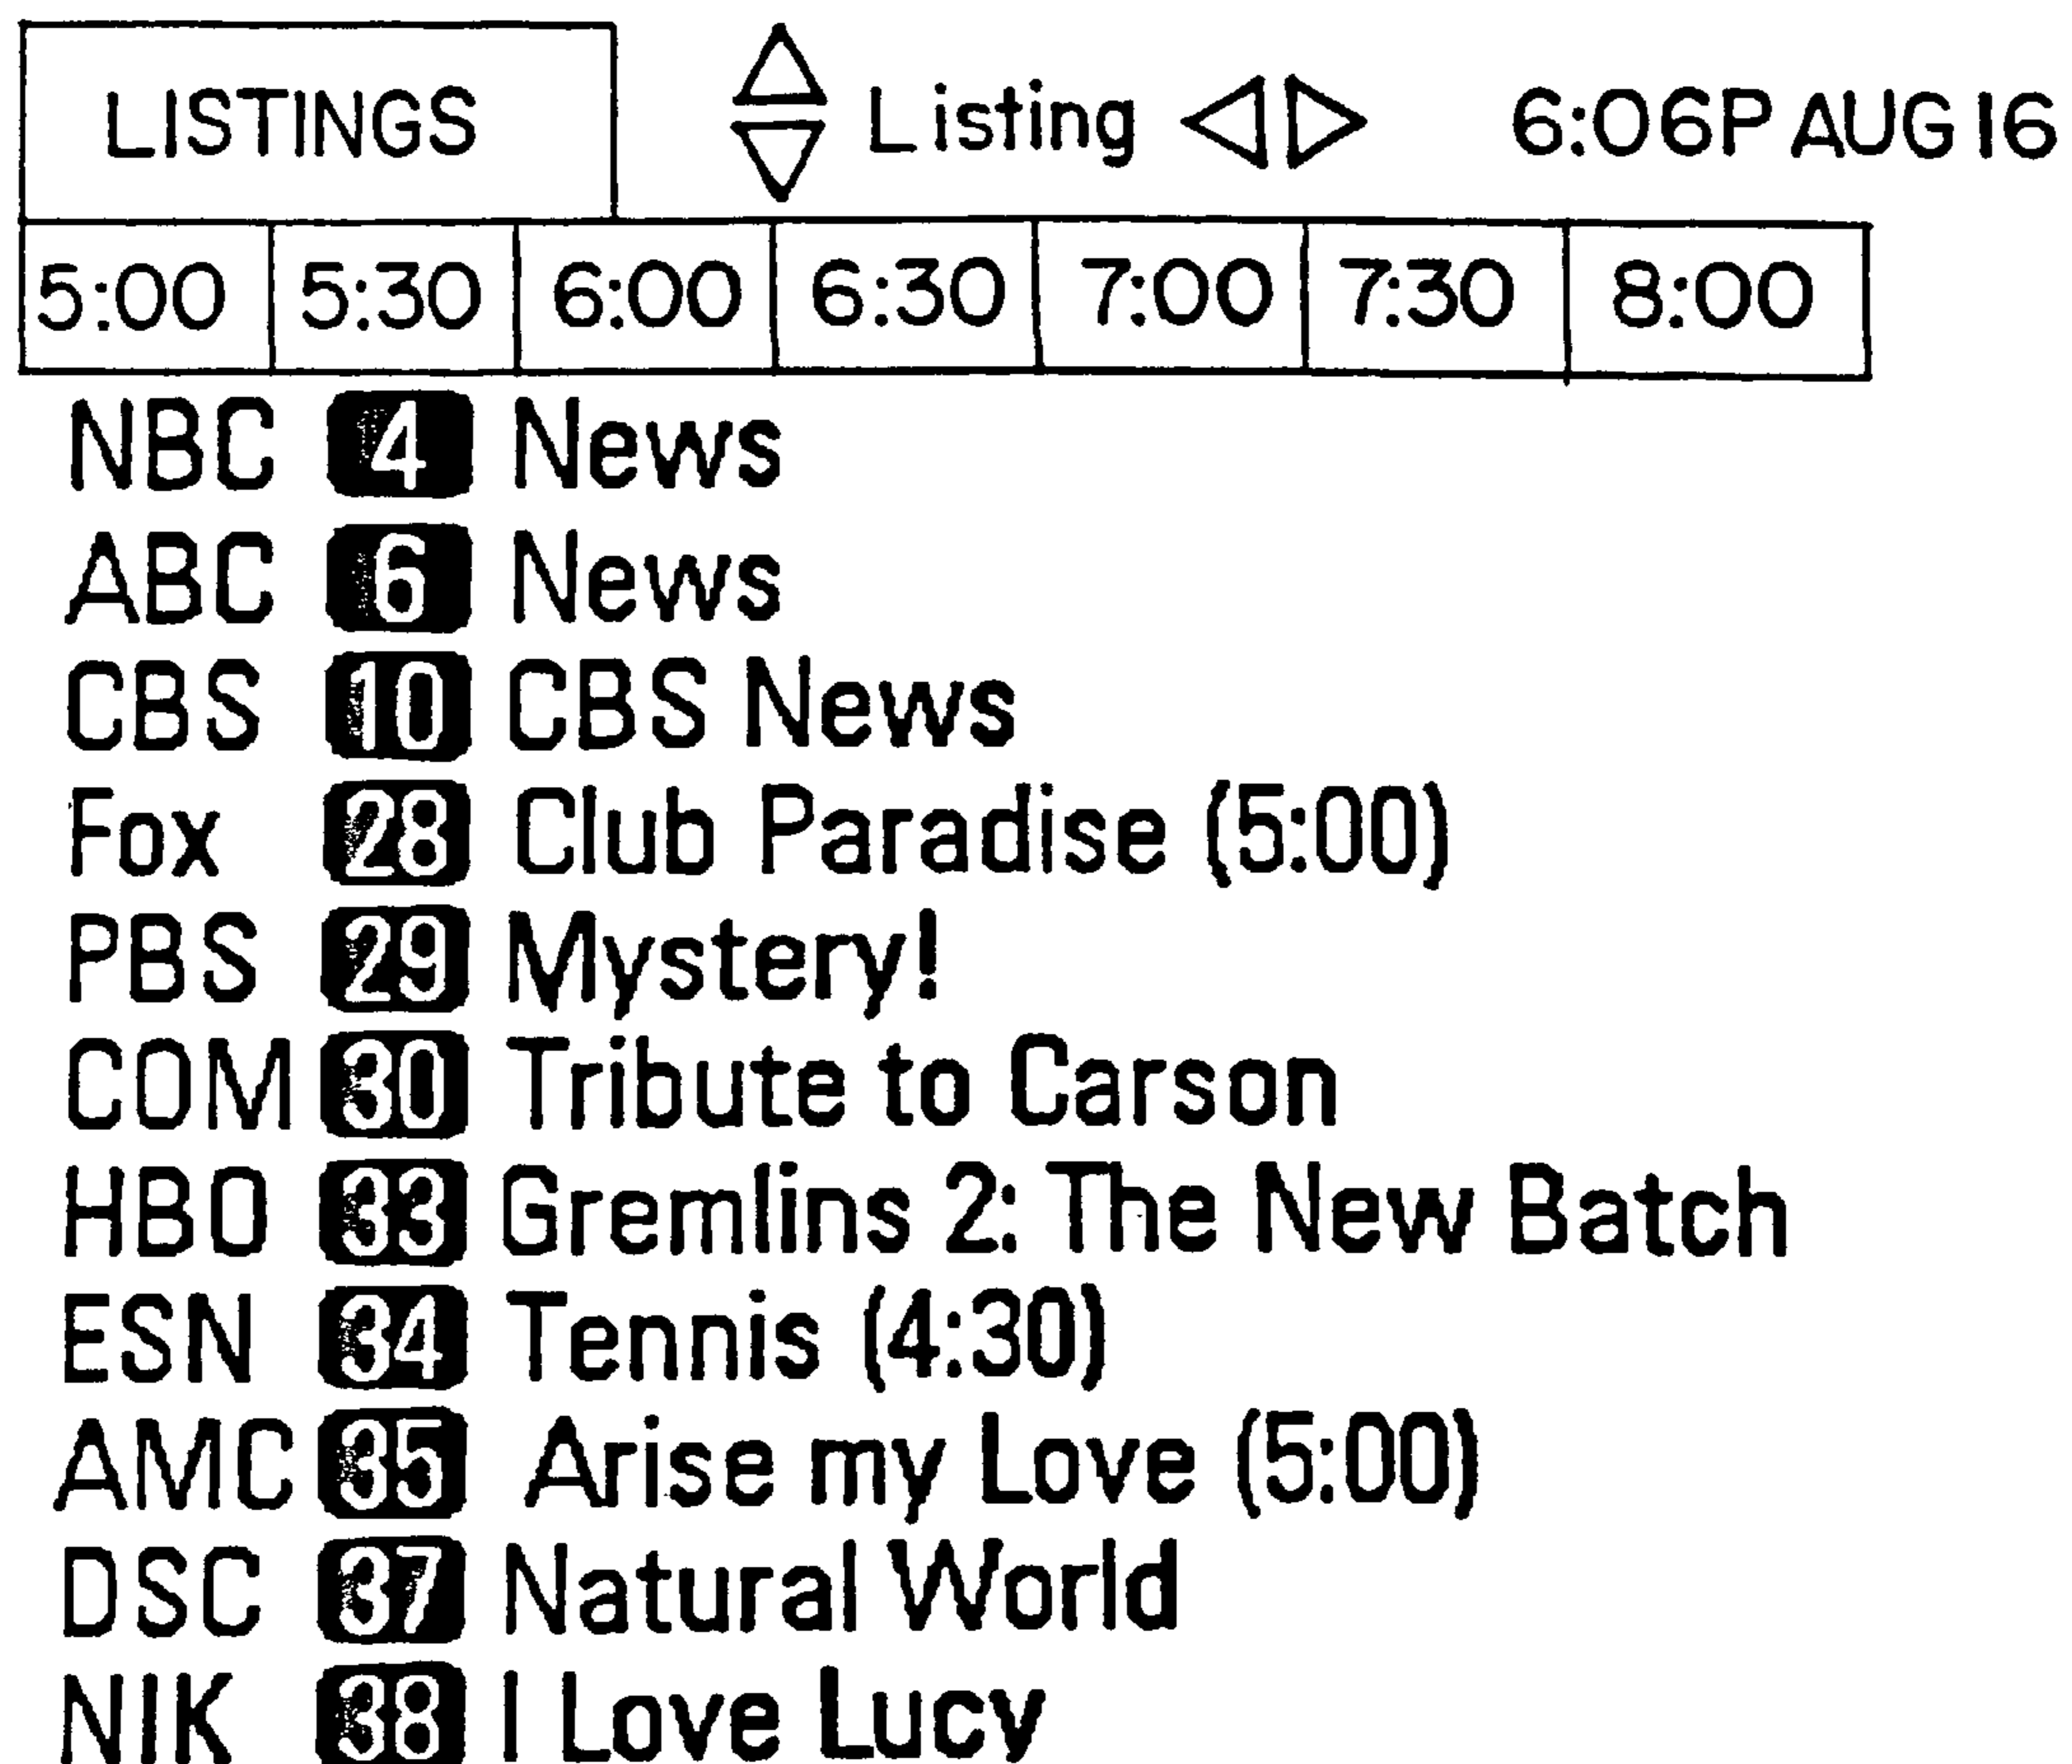 LISTINGS Listing 6:06P AUG 16
5:00 5:30 6:00 6:30 7:00 7:30 8:00
NBC 4 News
ABC 6 News
CBS 10 CBS News
Fox 28 Club Paradise (5:00)
PBS 29 Mystery!
COM 30 Tribute to Carson
HBO 33 Gremlins 2: The New Batch
ESN 34 Tennis (4:30)
AMC 35 Arise my Love (5:00)
DSC 37 Natural World
NIK 38 I Love Lucy